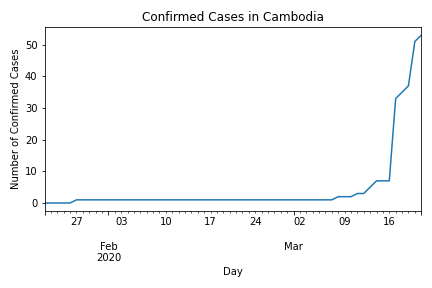 Confirmed Cases in Cambodia
Number of Confirmed Cases
50
40
30
20
10
0
27 03 10 17 24 02 09 16
Feb Mar
2020
Day